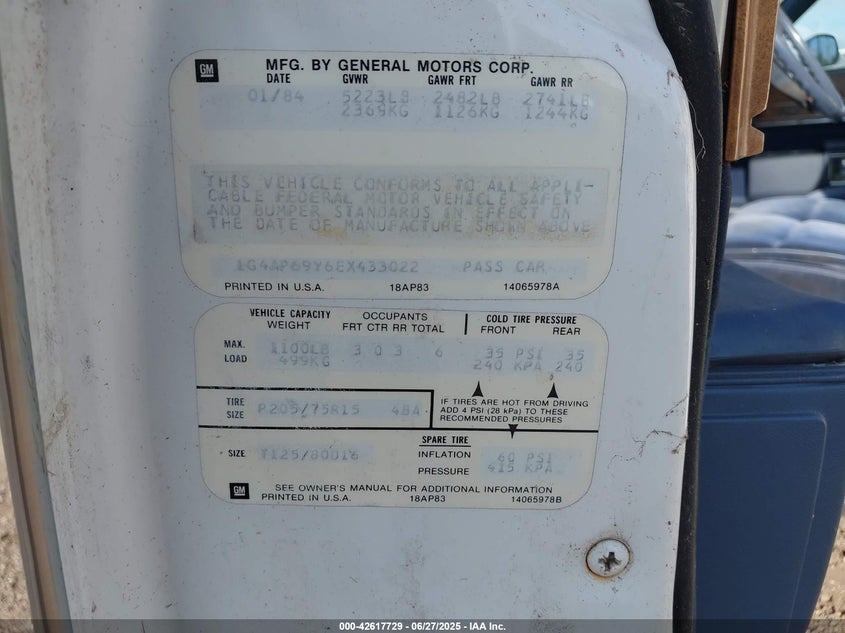 GM
MFG. BY GENERAL MOTORS CORP.
DATE GVWR GAWR FRT GAWR RR
01/84 5223LB 2482LB 2741LB
2369KG 1126KG 1244KG
THIS VEHICLE CONFORMS TO ALL APPLI-
CABLE FEDERAL MOTOR VEHICLE SAFETY
AND BUMPER STANDARDS IN EFFECT ON
THE DATE OF MANUFACTURE SHOWN ABOVE
1G4AP69Y6EX433022 PASS CAR
PRINTED IN U.S.A. 18AP83 14065978A
VEHICLE CAPACITY OCCUPANTS COLD TIRE PRESSURE
WEIGHT FRT CTR RR TOTAL FRONT REAR
MAX. LOAD 1100LB 3 0 3 6 35 PSI 35
499KG 240 KPA 240
TIRE SIZE P205/75R15 4BA
IF TIRES ARE HOT FROM DRIVING
ADD 4 PSI (28 kPa) TO THESE
RECOMMENDED PRESSURES
SPARE TIRE
SIZE T125/80D16 INFLATION 60 PSI
PRESSURE 415 KPA
GM
SEE OWNER'S MANUAL FOR ADDITIONAL INFORMATION
PRINTED IN U.S.A. 18AP83 14065978B
000-42617729 - 06/27/2025 - IAA Inc.